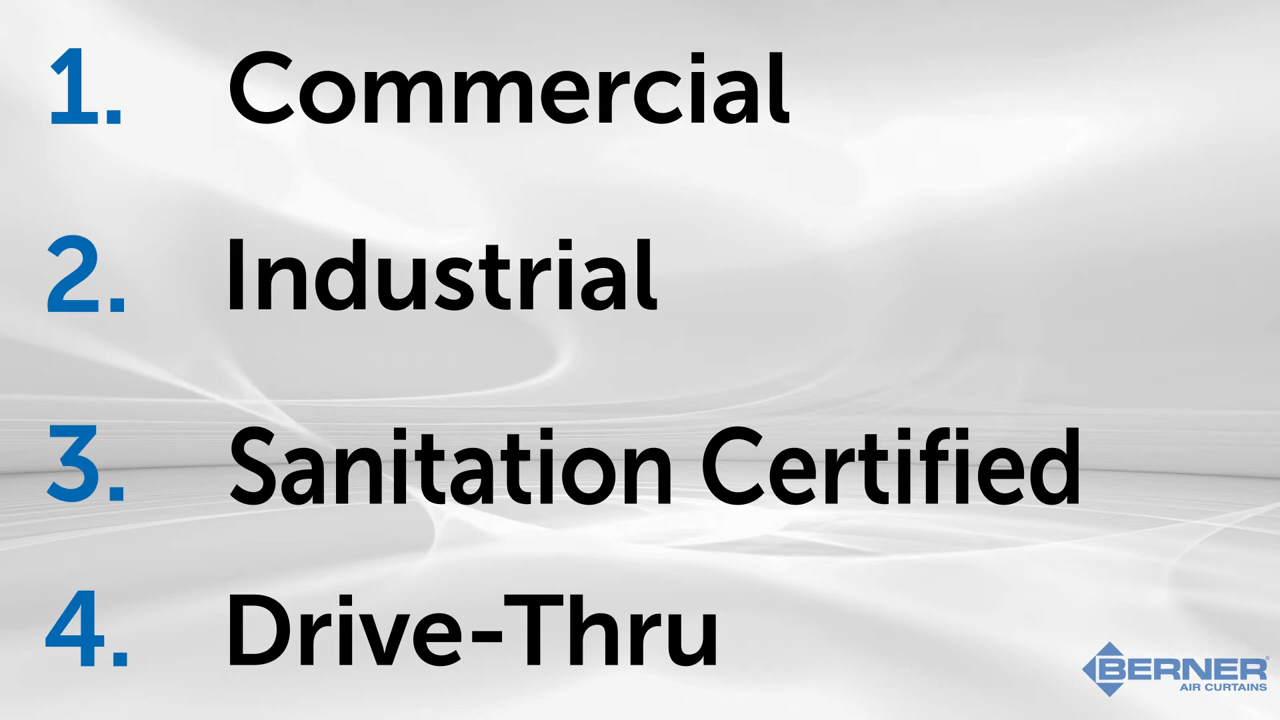 1. Commercial
2. Industrial
3. Sanitation Certified
4. Drive-Thru
BERNER®
AIR CURTAINS